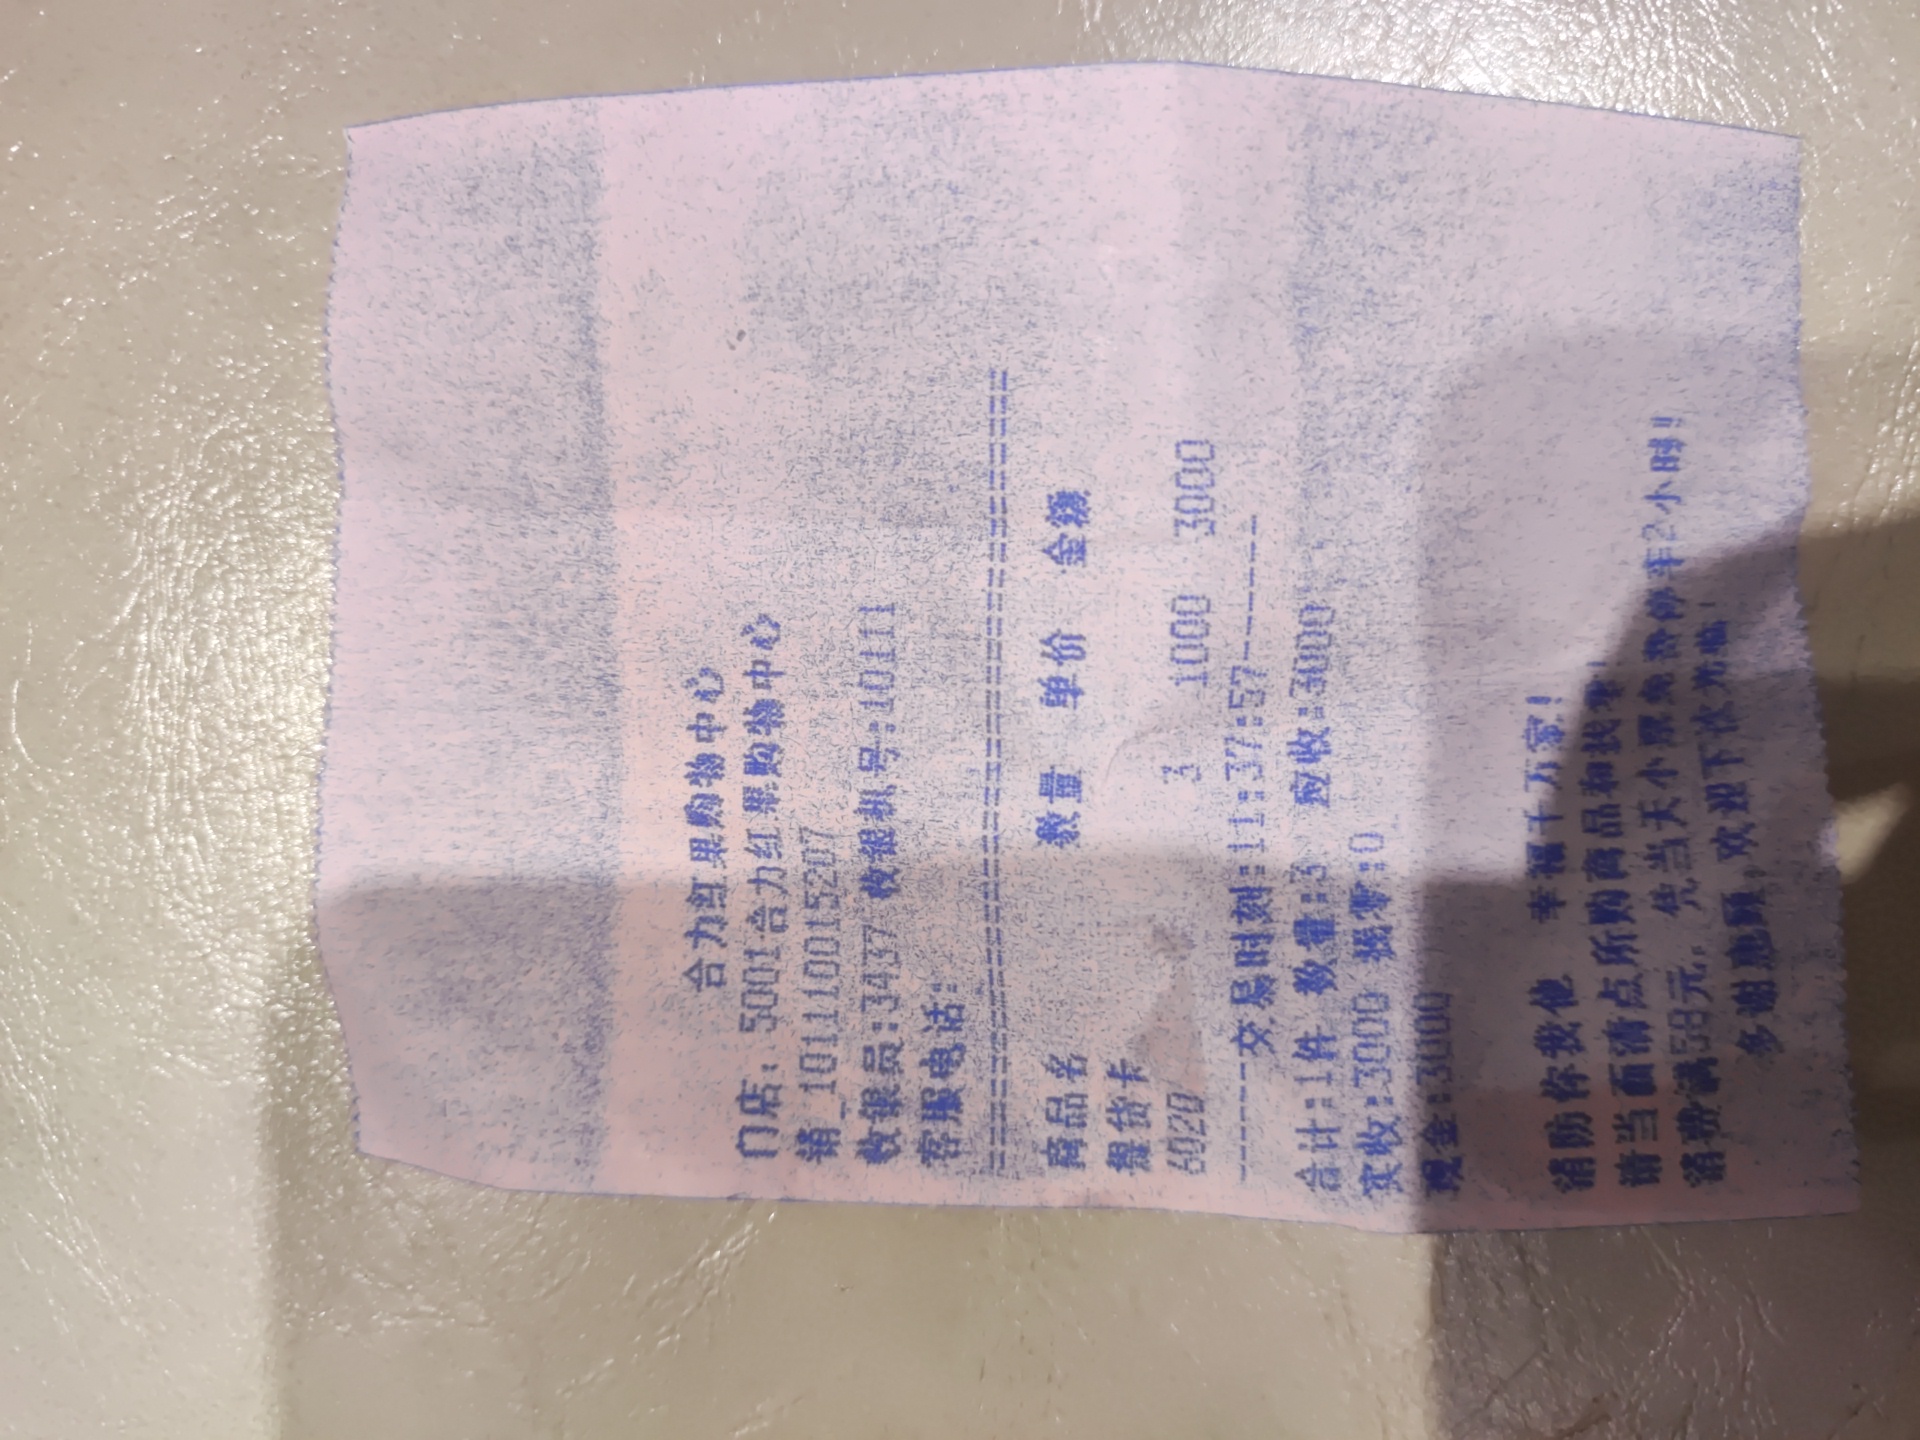 合力红果购物中心
门店: 5001合力红果购物中心
销_1011110015207
收银员:3437 收银机号:10111
客服电话:
==============================
商品名 数量 单价 金额
提货卡
6020 3 1000 3000
------交易时刻:11:37:57------
合计:1件 数量:3 应收:3000
实收:3000 找零:0
现金:3000
消防你我他 幸福千万家!
请当面清点所购商品和找零!
消费满58元,凭当天小票免费停车2小时!!
多谢惠顾,欢迎下次光临!